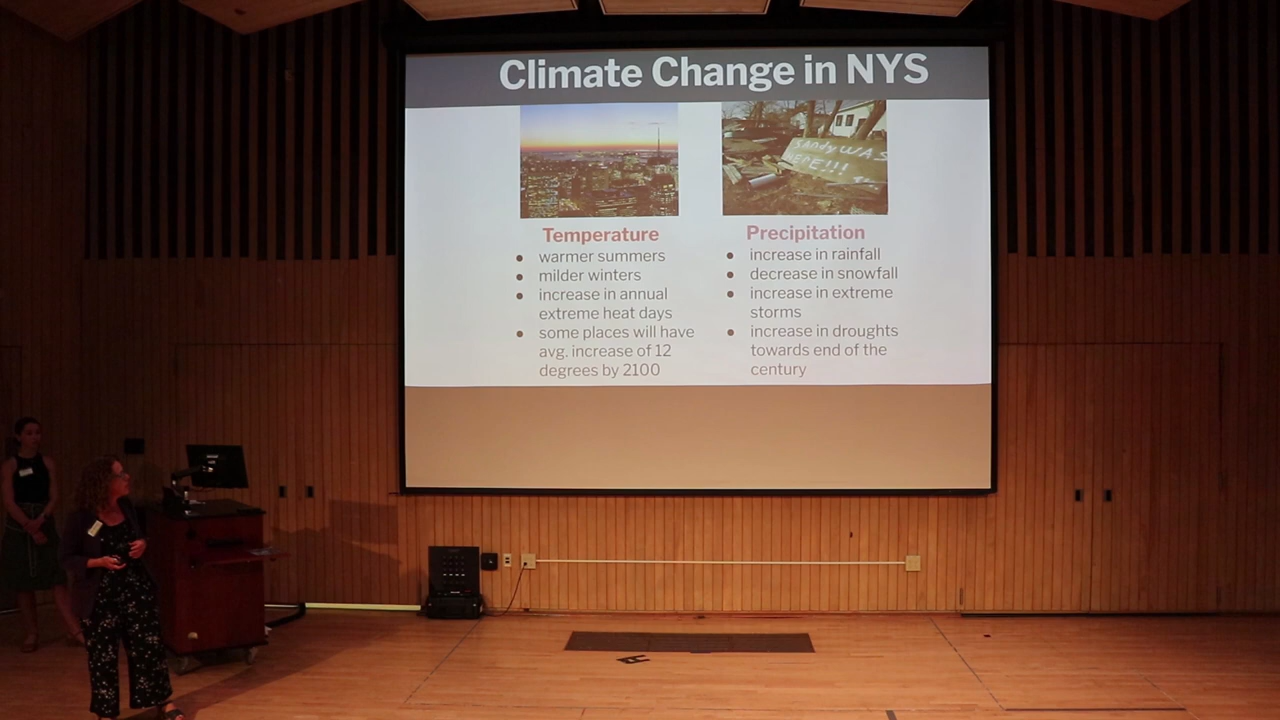 Climate Change in NYS
SANDY WAS
HERE!!!
Temperature
• warmer summers
• milder winters
• increase in annual
extreme heat days
• some places will have
avg. increase of 12
degrees by 2100
Precipitation
• increase in rainfall
• decrease in snowfall
• increase in extreme
storms
• increase in droughts
towards end of the
century